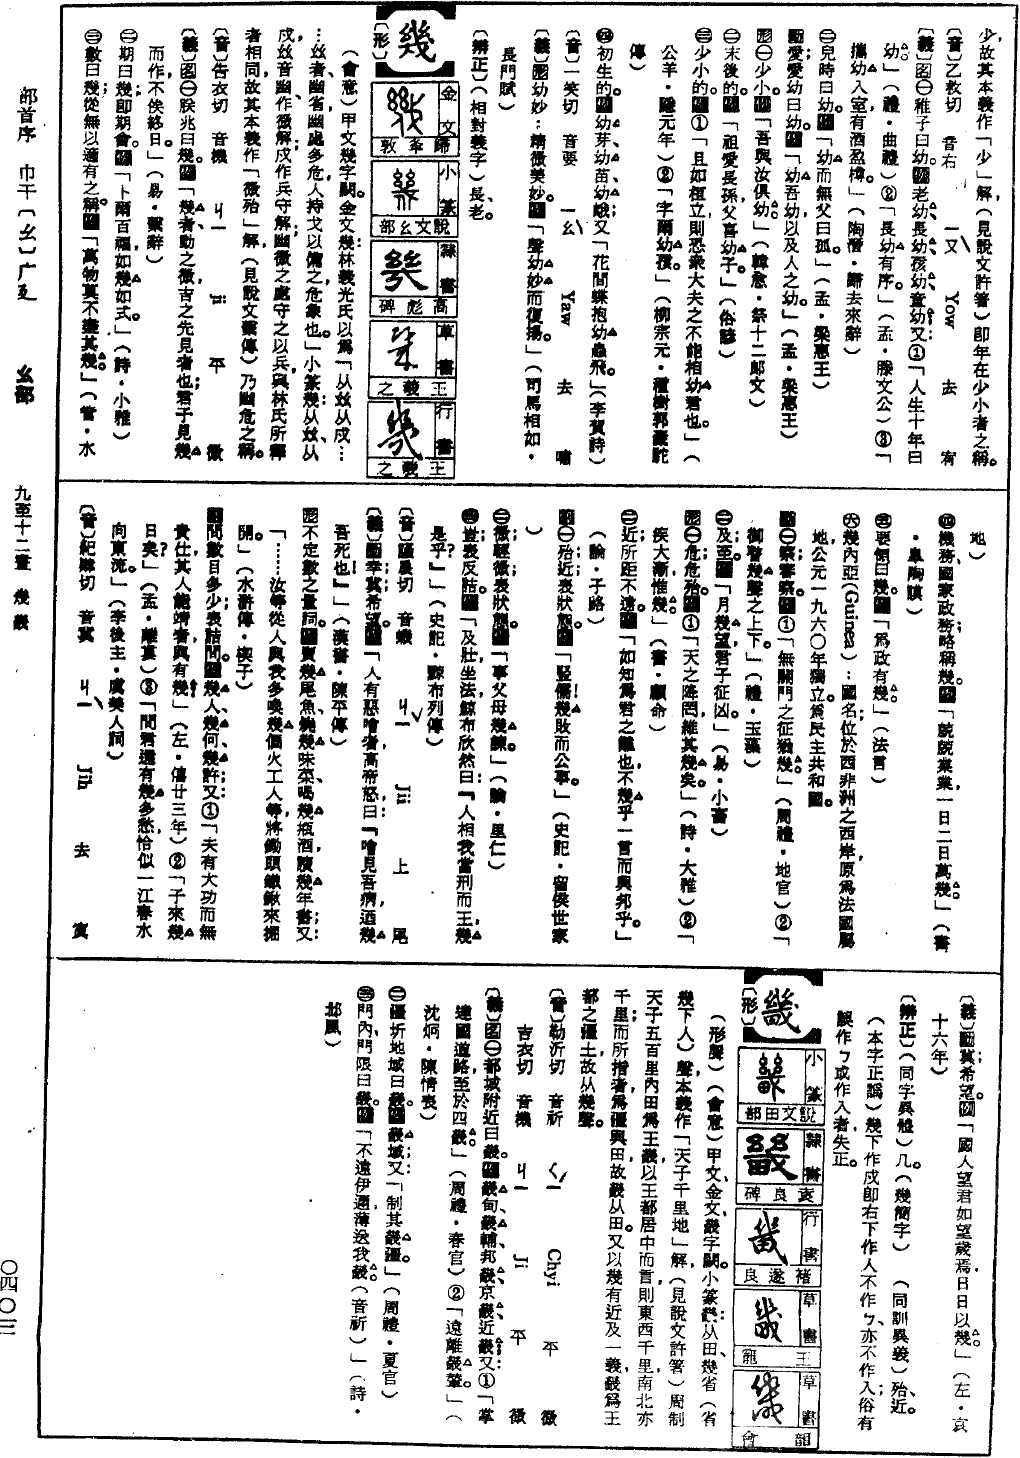 少,故其本義作「少」解,(見說文許箸)即年在少小者之稱。
〔音〕乙救切 音右 ㄧㄡˋ Yow 去 宥
〔義〕名㊀稚子曰幼。例老幼、長幼、孩幼、童幼;又:①「人生十年曰
幼。」(禮・曲禮)②「長幼有序。」(孟・滕文公)③「
攜幼入室,有酒盈樽。」(陶潛・歸去來辭)
㊁兒時曰幼。例「幼而無父曰孤。」(孟・梁惠王)
動愛;愛幼曰幼。例「幼吾幼以及人之幼。」(孟・梁惠王)
形㊀少;小。例「吾與汝俱幼。」(韓愈・祭十二郎文)
㊁末後的。例「祖愛長孫,父喜幼子。」(俗諺)
㊂少小的。例①「且如桓立,則恐眾大夫之不能相幼君也。」(
公羊・隱元年)②「字爾幼孩。」(柳宗元・種樹郭橐駝
傳)
㊃初生的。例幼芽、幼苗、幼蛾;又「花間蝶抱幼蟲飛。」(李賀詩)
〔音〕一笑切 音要 ㄧㄠˋ Yaw 去 嘯
〔義〕形幼妙:精微美妙。例「聲幼妙而復揚。」(司馬相如・
長門賦)
〔辨正〕(相對義字)長、老。
幾
〔形〕
金文 歸夆敦
小篆 說文幺部
隸書 高彪碑
草書 王羲之
行書 王羲之
(會意)甲文幾字闕。金文幾,林義光氏以爲「从𢆶从戍…
…𢆶者幽省,幽處多危,人持戈以備之,危象也。」小篆幾:从𢆶从
戍,𢆶音幽,作微解;戍作兵守解;幽微之處守之以兵,與林氏所釋
者相同,故其本義作「微殆」解,(見說文繫傳)乃幽危之稱。
〔音〕吿衣切 音機 ㄐㄧ ji 平 微
〔義〕名㊀朕兆曰幾。例「幾者動之微,吉之先見者也;君子見幾
而作,不俟終日。」(易・繫辭)
㊁期曰幾,即期會。例「卜爾百福,如幾如式。」(詩・小雅)
㊂數曰幾,從無以適有之稱。例「萬物莫不盡其幾。」(管・水
地)
㊃機務;國家政務略稱幾。例「兢兢業業,一日二日萬幾。」(書
・皐陶謨)
㊄要領曰幾。例「爲政有幾。」(法言)
㊅幾內亞(Guinea):國名,位於西非洲之西岸,原爲法國屬
地,公元一九六〇年獨立,爲民主共和國。
動㊀察;審察。例①「無關門之征猶幾。」(周禮・地官)②「
御瞽幾聲之上下。」(禮・玉藻)
㊁及;至。例「月幾望,君子征凶。」(易・小畜)
形㊀危;危殆。例①「天之降罔,維其幾矣。」(詩・大雅)②「
疾大漸,惟幾。」(書・顧命)
㊁近;所距不遠。例「如知爲君之難也,不幾乎一言而興邦乎。」
(論・子路)
副㊀殆;近;表狀態。例「豎儒!幾敗而公事。」(史記・留侯世家
)
㊁微;輕微;表狀態。例「事父母幾諫。」(論・里仁)
㊂豈;表反詰。例「及壯坐法,鯨布欣然曰:『人相我當刑而王,幾
是乎?』」(史記・黥布列傳)
〔音〕居展切 音蟣 ㄐㄧˇ Jii 上 尾
〔義〕動幸冀;希望。例「人有惡噲者,高帝怒曰:『噲見吾病,迺幾
吾死也!』」(漢書・陳平傳)
形不定數之量詞。例買幾尾魚、燒幾味菜、喝幾瓶酒、讀幾年書;又:
「……汝等從人與我多喚幾個火工人等,將鋤頭鐵鍬來掘
開。」(水滸傳・楔子)
副問數目多少;表詰問。例幾人、幾何、幾許;又:①「夫有大功而無
貴仕,其人能靖者與,有幾!」(左・僖廿三年)②「子來幾
日矣?」(孟・離婁)③「問君還有幾多愁,恰似一江春水
向東流。」(李後主・虞美人詞)
〔音〕紀烯切 音冀 ㄐㄧˋ Jih 去 寘
〔義〕動冀;希望。例「國人望君,如望歲焉,日日以幾。」(左・哀
十六年)
〔辨正〕(同字異體)几(幾簡字) (同訓異義)殆、近。
(本字正譌)幾下作戍,卽右下作人,不作ㄅ,亦不作入;俗有
誤作ㄅ或作入者失正。
畿
〔形〕
小篆 說文田部
隸書 袁良碑
行書 褚遂良
草書 王寵
草書 韻會
(形聲)(會意)甲文、金文畿字闕。小篆畿:从田,幾省(省
幾下人)聲,本義作「天子千里地」解,(見說文許箸)周制
天子五百里內田爲王畿,以王都居中而言,則東西千里,南北亦
千里,而所指者爲疆與田,故畿从田。又以幾有近及一義,畿爲王
都之疆土,故从幾聲。
〔音〕勒沂切 音祈 ㄑㄧˊ Chyi 平 微
吉衣切 音機 ㄐㄧ Ji 平 微
〔義〕名㊀都城附近曰畿。例畿甸、畿輔、邦畿、京畿、近畿;又:①「掌
達國道路,至於四畿。」(周禮・春官)②「遠離畿輦。」(
沈炯・陳情表)
㊁疆圻地域曰畿。例畿域;又:「制其畿疆。」(周禮・夏官)
㊂門內;門限曰畿。例「不遠伊邇,薄送我畿。(音祈)」(詩・
邶風)
部首序 巾干〔幺〕广廴 幺部 九至十二畫 幾畿 〇四〇三